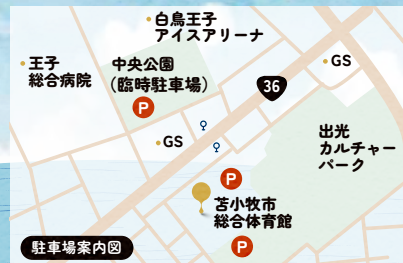 白鳥王子
アイスアリーナ
王子
総合病院
中央公園
(臨時駐車場)
P
GS
36
GS
出光
カルチャー
パーク
P
苫小牧市
総合体育館
P
駐車場案内図